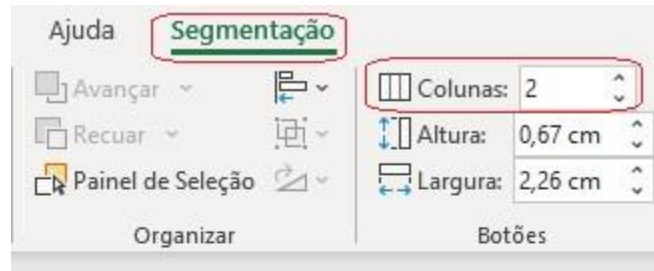 Ajuda Segmentação
Avançar Colunas: 2
Recuar Altura: 0,67 cm
Painel de Seleção Largura: 2,26 cm
Organizar Botões